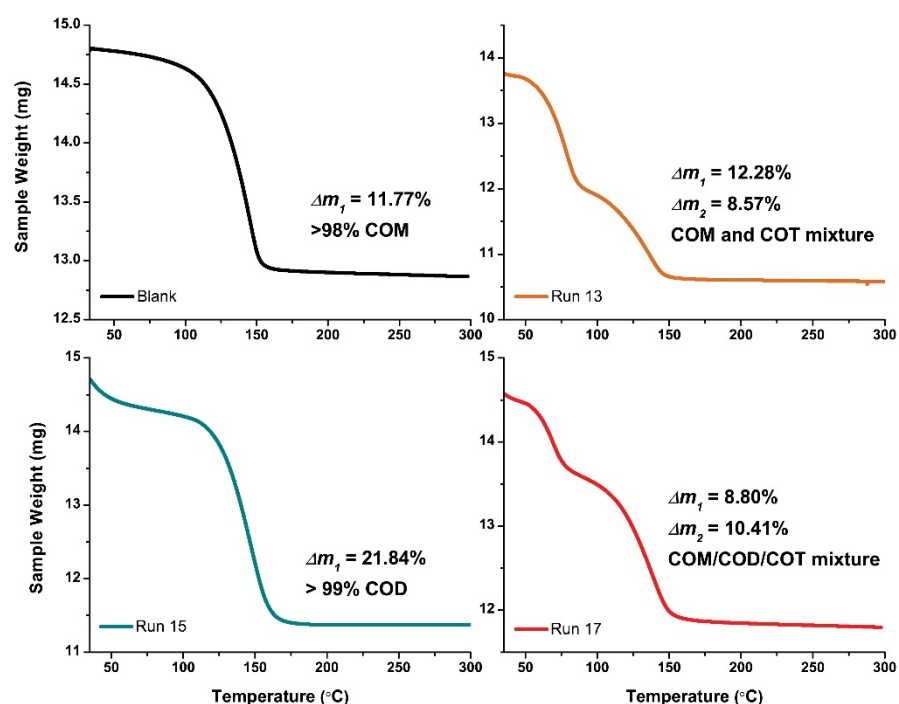 Sample Weight (mg)
15.0
14.5
14.0
13.5
13.0
12.5
Δm1 = 11.77%
>98% COM
Blank
50 100 150 200 250 300
14
13
12
11
10
Δm1 = 12.28%
Δm2 = 8.57%
COM and COT mixture
Run 13
50 100 150 200 250 300
Sample Weight (mg)
15
14
13
12
11
Δm1 = 21.84%
> 99% COD
Run 15
50 100 150 200 250 300
Temperature (°C)
15
14
13
12
Δm1 = 8.80%
Δm2 = 10.41%
COM/COD/COT mixture
Run 17
50 100 150 200 250 300
Temperature (°C)